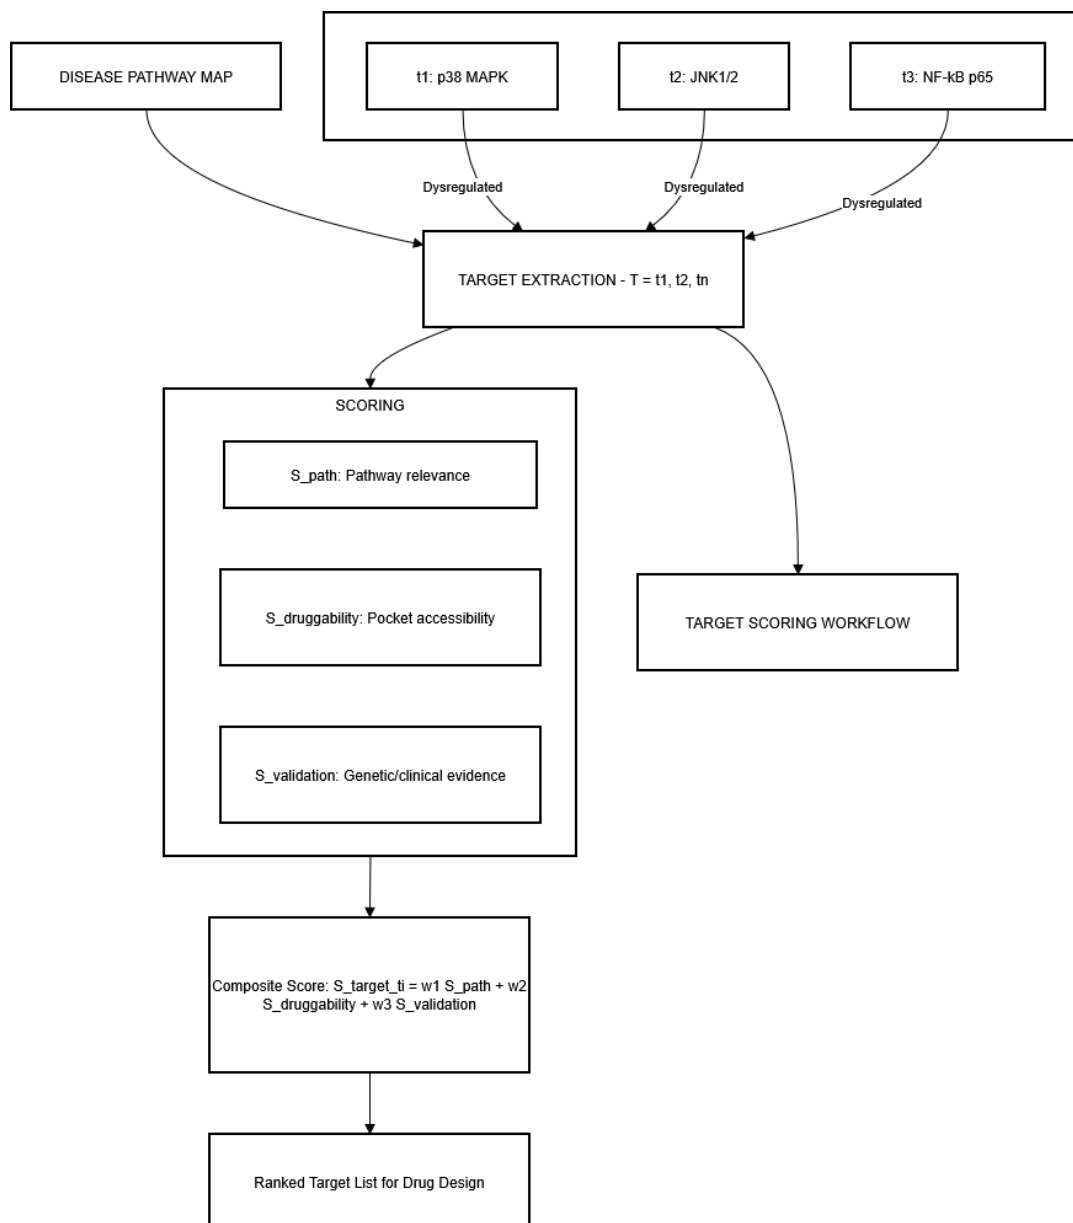 DISEASE PATHWAY MAP
t1: p38 MAPK
t2: JNK1/2
t3: NF-kB p65
Dysregulated
Dysregulated
Dysregulated
TARGET EXTRACTION - T = t1, t2, tn
SCORING
S_path: Pathway relevance
S_druggability: Pocket accessibility
TARGET SCORING WORKFLOW
S_validation: Genetic/clinical evidence
Composite Score: S_target_ti = w1 S_path + w2
S_druggability + w3 S_validation
Ranked Target List for Drug Design